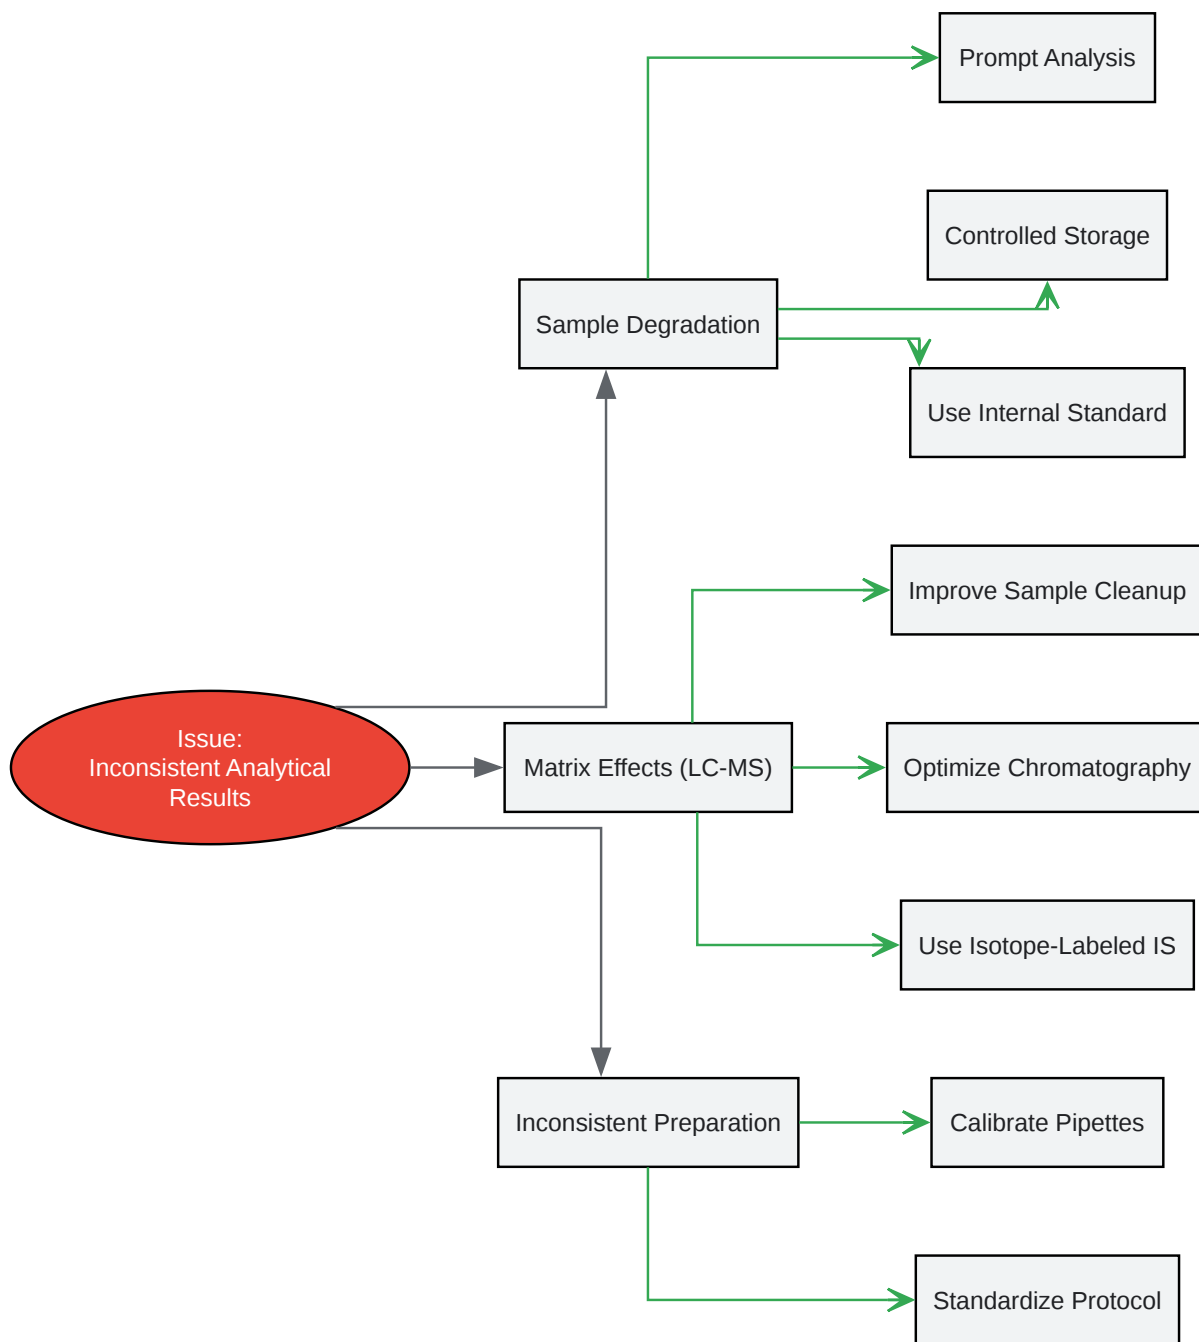 Prompt Analysis
Controlled Storage
Sample Degradation
Use Internal Standard
Improve Sample Cleanup
Issue:
Inconsistent Analytical
Results
Matrix Effects (LC-MS)
Optimize Chromatography
Use Isotope-Labeled IS
Inconsistent Preparation
Calibrate Pipettes
Standardize Protocol